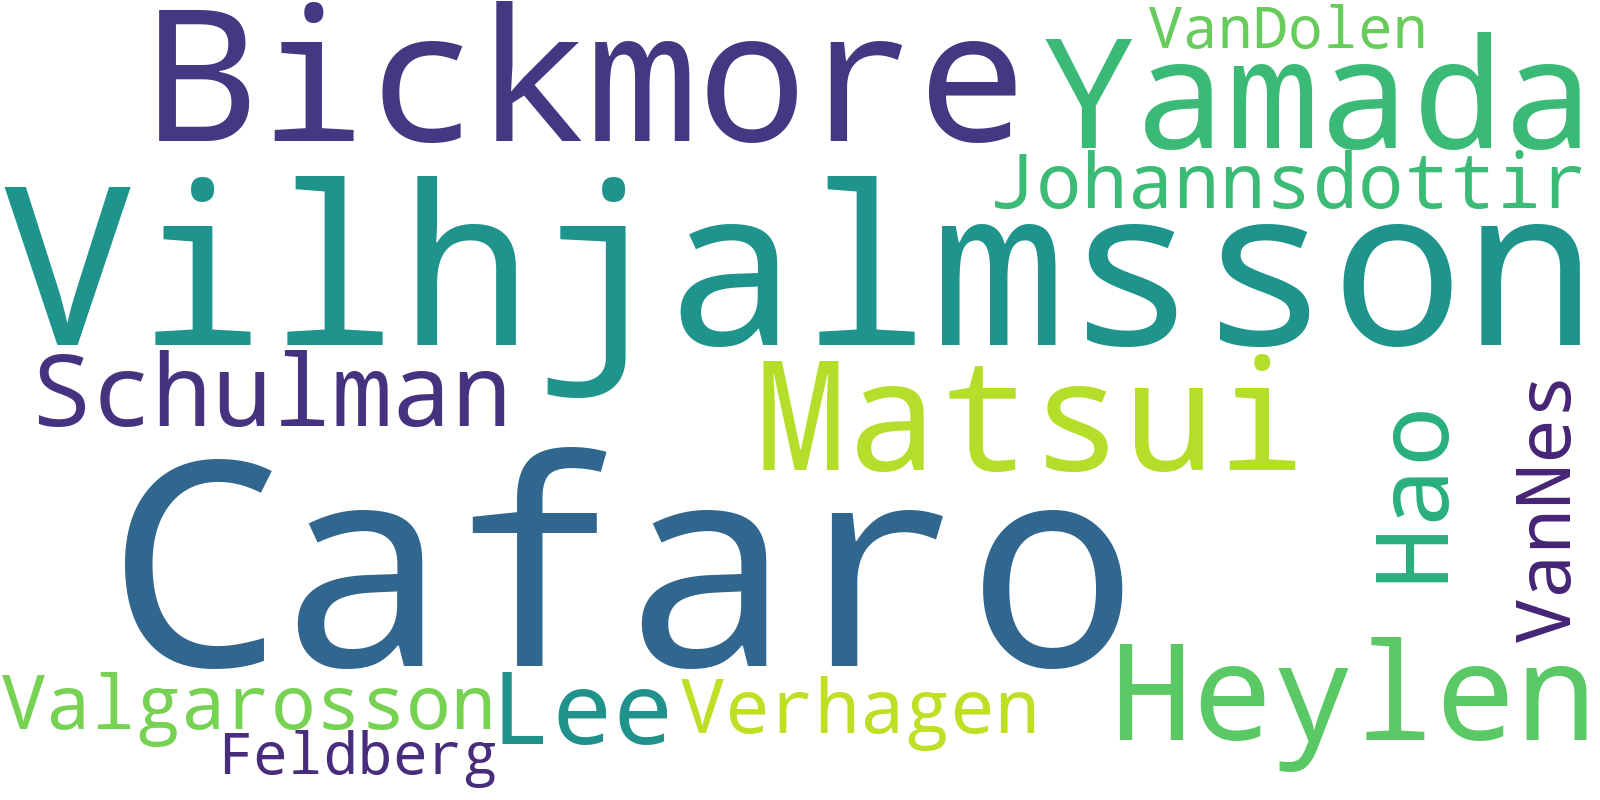 VanDolen
Bickmore
Yamada
Johannsdottir
Vilhjalmsson
Schulman
Matsui
Hao
VanNes
Cafaro
Heylen
Valgarosson
Lee
Verhagen
Feldberg